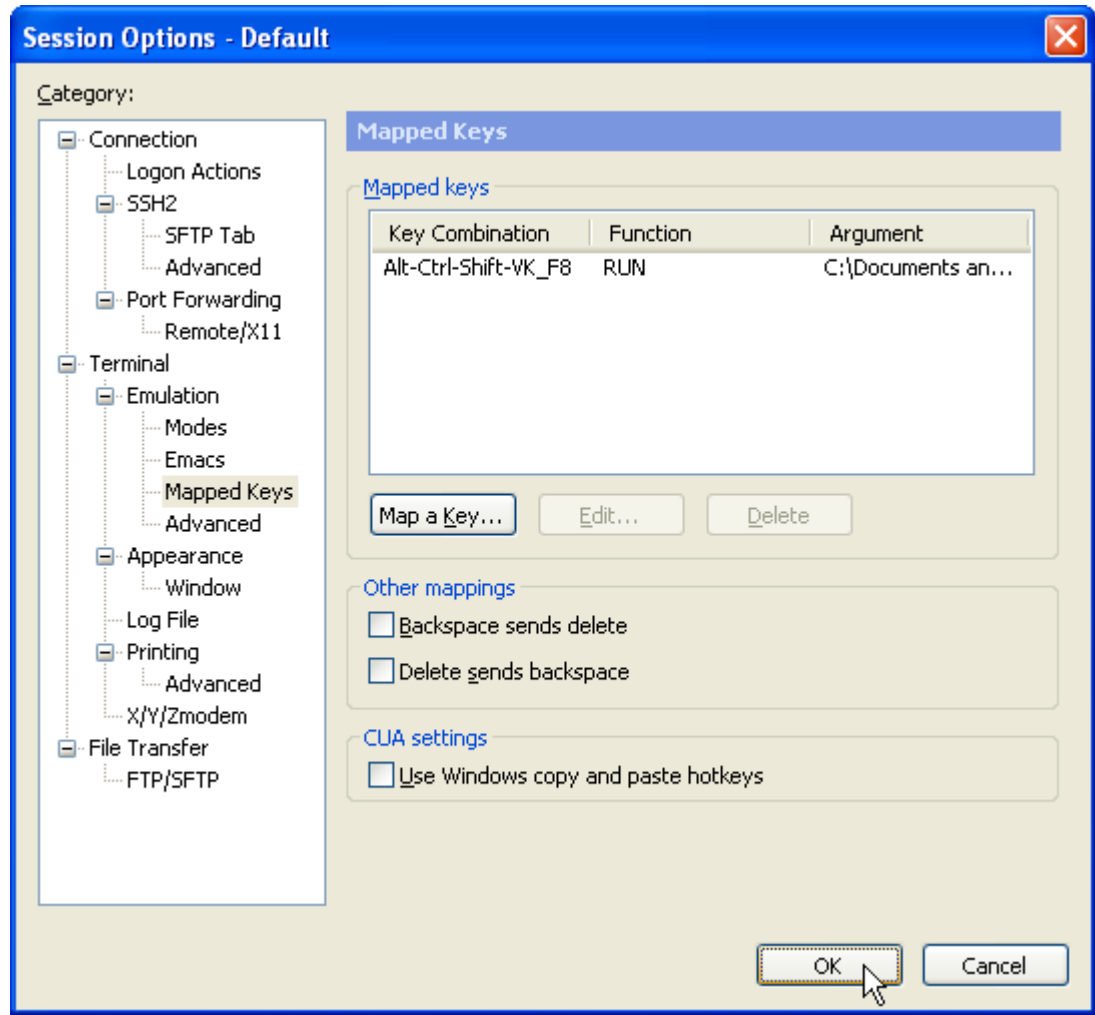 Session Options - Default
Category:
Connection
Logon Actions
SSH2
SFTP Tab
Advanced
Port Forwarding
Remote/X11
Terminal
Emulation
Modes
Emacs
Mapped Keys
Advanced
Appearance
Window
Log File
Printing
Advanced
X/Y/Zmodem
File Transfer
FTP/SFTP
Mapped Keys
Mapped keys
Key Combination Function Argument
Alt-Ctrl-Shift-VK_F8 RUN C:\Documents an...
Map a Key... Edit... Delete
Other mappings
Backspace sends delete
Delete sends backspace
CUA settings
Use Windows copy and paste hotkeys
OK Cancel